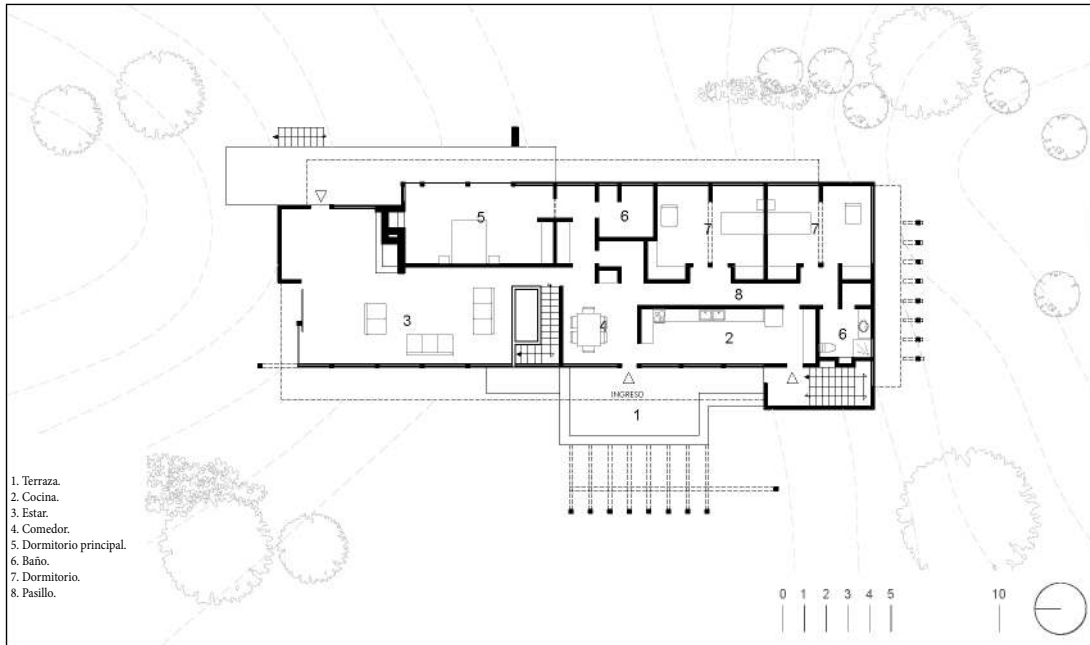 5
6
7
7
8
3
4
2
6
INGRESO
1
1. Terraza.
2. Cocina.
3. Estar.
4. Comedor.
5. Dormitorio principal.
6. Baño.
7. Dormitorio.
8. Pasillo.
0 1 2 3 4 5 10